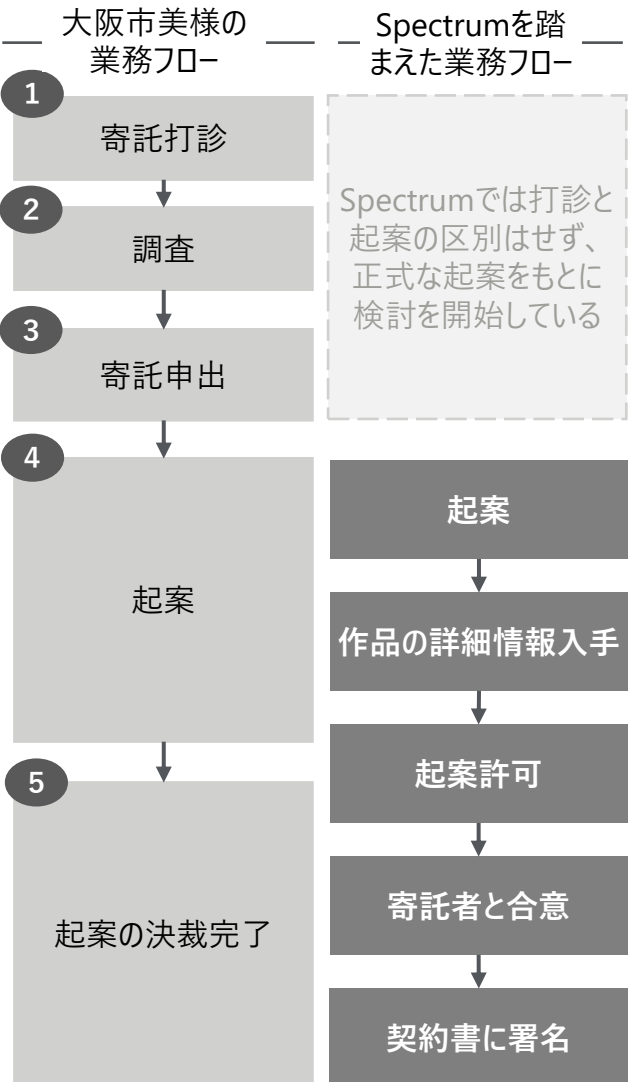 大阪市美様の
業務フロー
Spectrumを踏
まえた業務フロー
1
寄託打診
2
調査
3
寄託申出
4
起案
5
起案の決裁完了
Spectrumでは打診と
起案の区別はせず、
正式な起案をもとに
検討を開始している
起案
作品の詳細情報入手
起案許可
寄託者と合意
契約書に署名